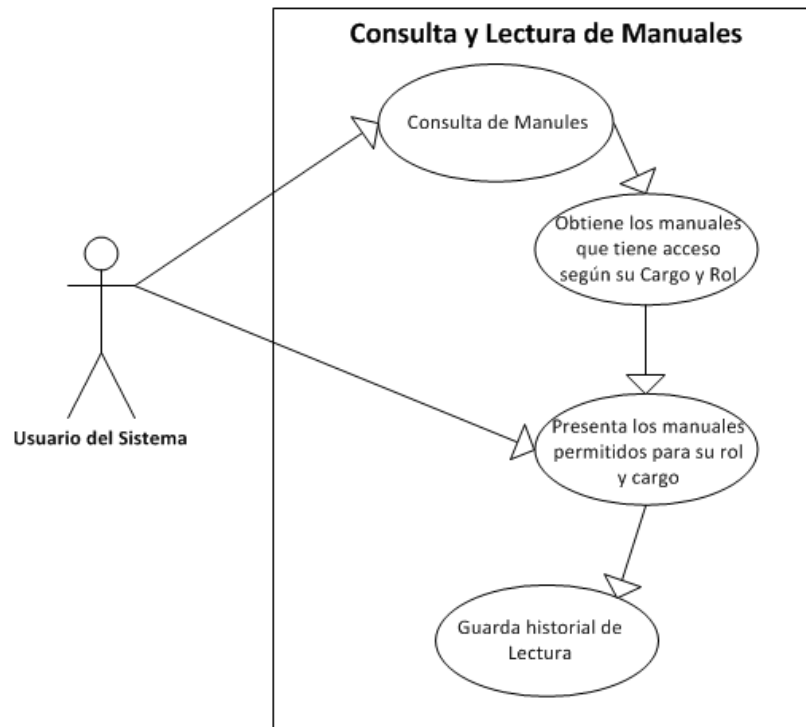 Consulta y Lectura de Manuales
Consulta de Manules
Obtiene los manuales
que tiene acceso
según su Cargo y Rol
Presenta los manuales
permitidos para su rol
y cargo
Usuario del Sistema
Guarda historial de
Lectura